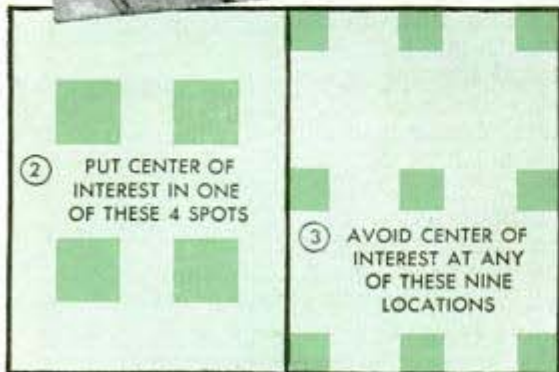 ② PUT CENTER OF
INTEREST IN ONE
OF THESE 4 SPOTS
③ AVOID CENTER OF
INTEREST AT ANY
OF THESE NINE
LOCATIONS